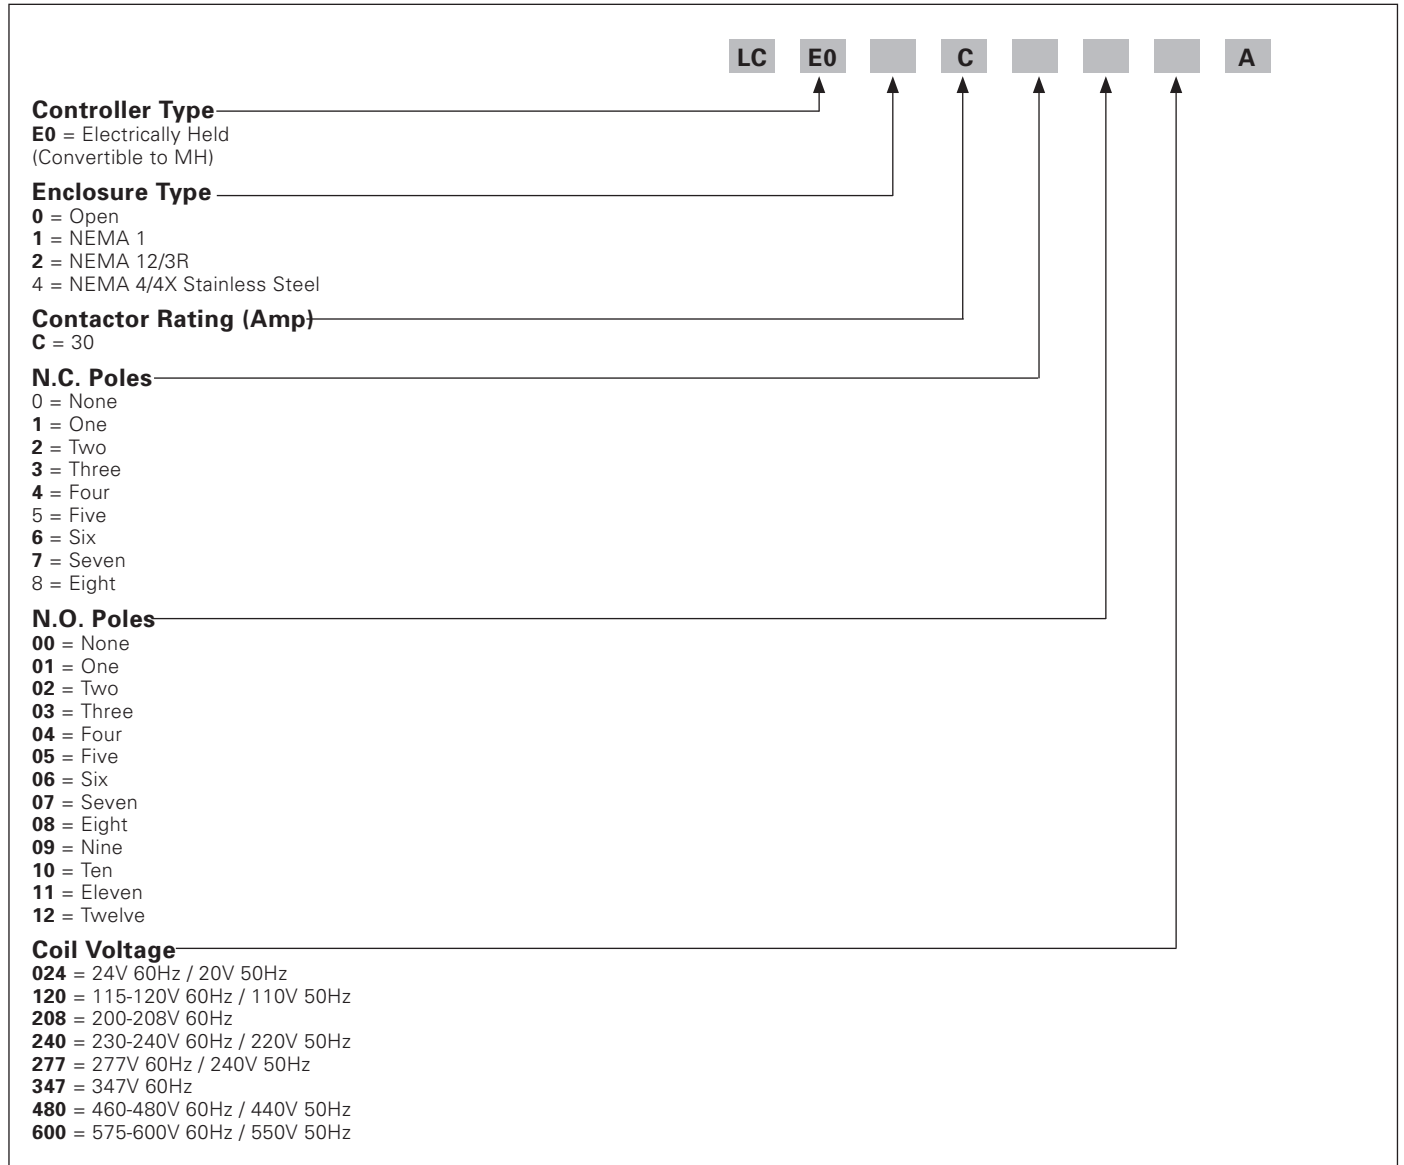 LC E0 C A
Controller Type
E0 = Electrically Held
(Convertible to MH)
Enclosure Type
0 = Open
1 = NEMA 1
2 = NEMA 12/3R
4 = NEMA 4/4X Stainless Steel
Contactor Rating (Amp)
C = 30
N.C. Poles
0 = None
1 = One
2 = Two
3 = Three
4 = Four
5 = Five
6 = Six
7 = Seven
8 = Eight
N.O. Poles
00 = None
01 = One
02 = Two
03 = Three
04 = Four
05 = Five
06 = Six
07 = Seven
08 = Eight
09 = Nine
10 = Ten
11 = Eleven
12 = Twelve
Coil Voltage
024 = 24V 60Hz / 20V 50Hz
120 = 115-120V 60Hz / 110V 50Hz
208 = 200-208V 60Hz
240 = 230-240V 60Hz / 220V 50Hz
277 = 277V 60Hz / 240V 50Hz
347 = 347V 60Hz
480 = 460-480V 60Hz / 440V 50Hz
600 = 575-600V 60Hz / 550V 50Hz